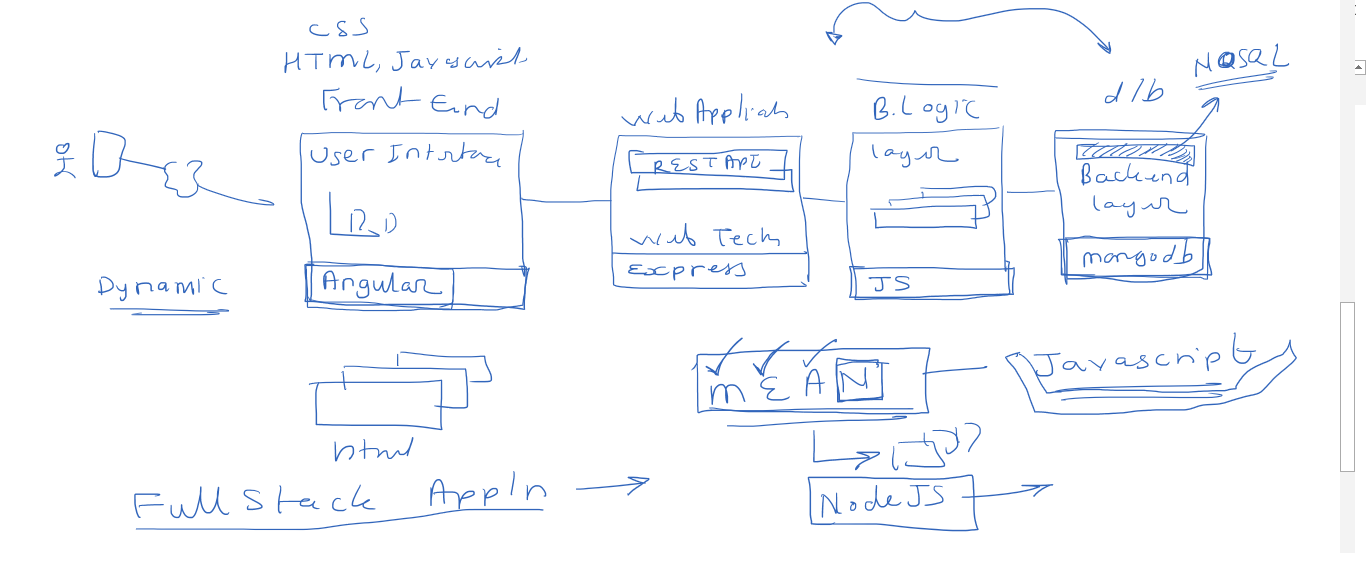 CSS
HTML, Javascript
Front End
User Interface
Angular
Dynamic
html
Full Stack Appln
Web Applicatn
REST API
Web Tech
Express
B.Logic
layer
JS
d/b
NOSQL
Backend
layer
mongodb
MEAN
Javascript
NodeJS